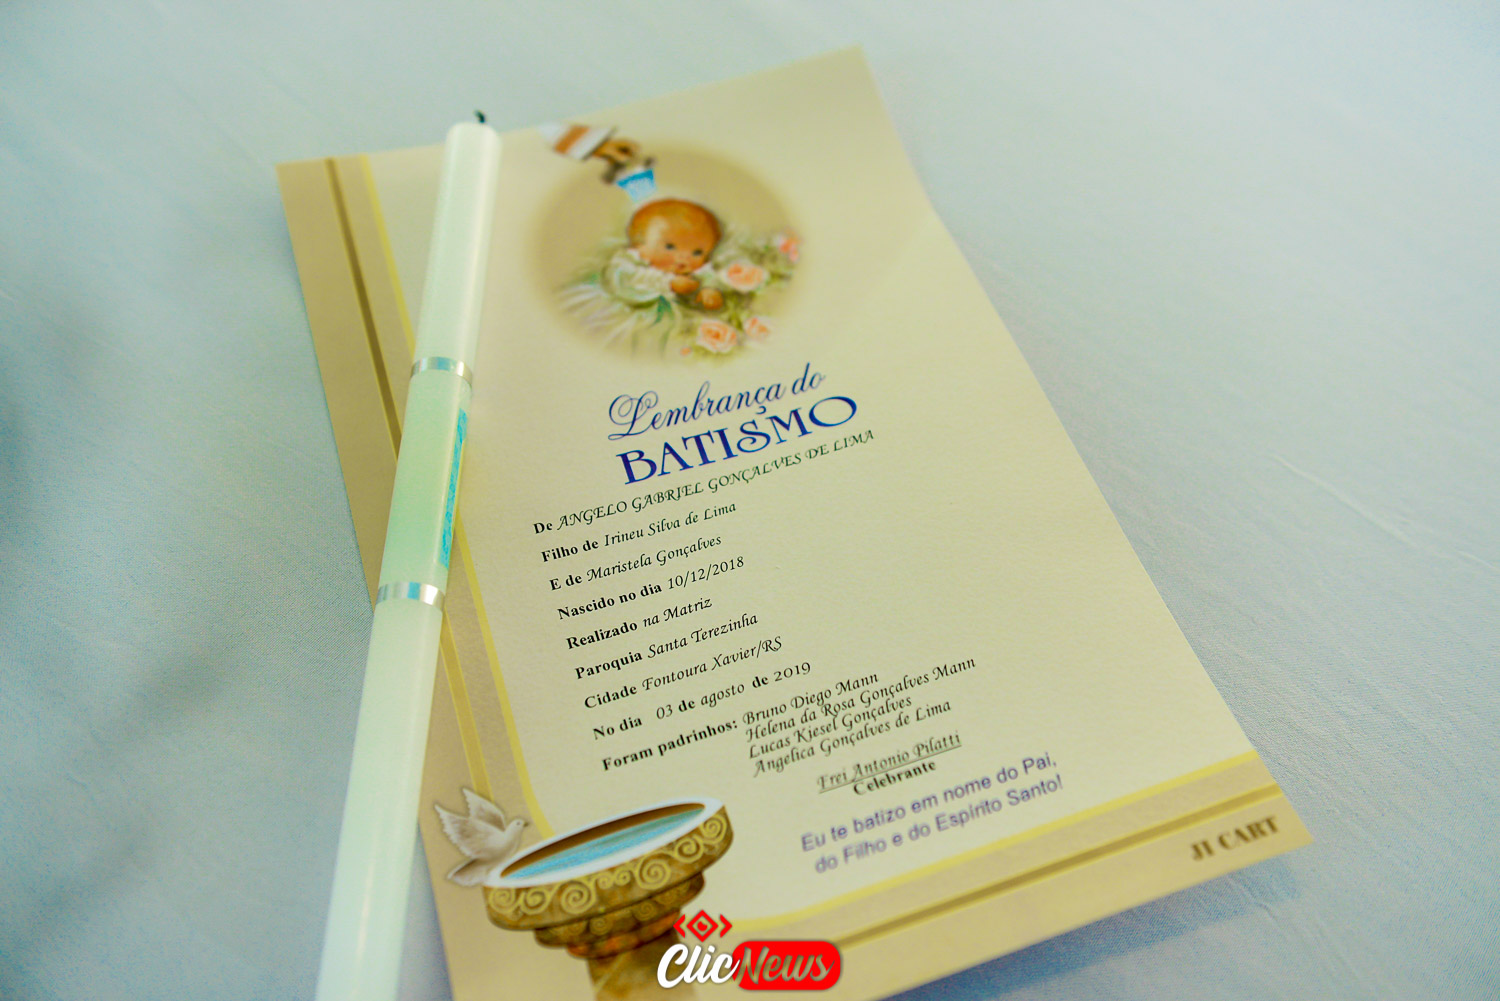 Lembrança do
BATISMO
De ANGELO GABRIEL GONÇALVES DE LIMA
Filho de Irineu Silva de Lima
E de Maristela Gonçalves
Nascido no dia 10/12/2018
Realizado na Matriz
Paroquia Santa Terezinha
Cidade Fontoura Xavier/RS
No dia 03 de agosto de 2019
Foram padrinhos: Bruno Diego Mann
Helena da Rosa Gonçalves Mann
Lucas Kiesel Gonçalves
Angelica Gonçalves de Lima
Frei Antonio Pilatti
Celebrante
Eu te batizo em nome do Pai,
do Filho e do Espírito Santo!
JI CART
ClicNews